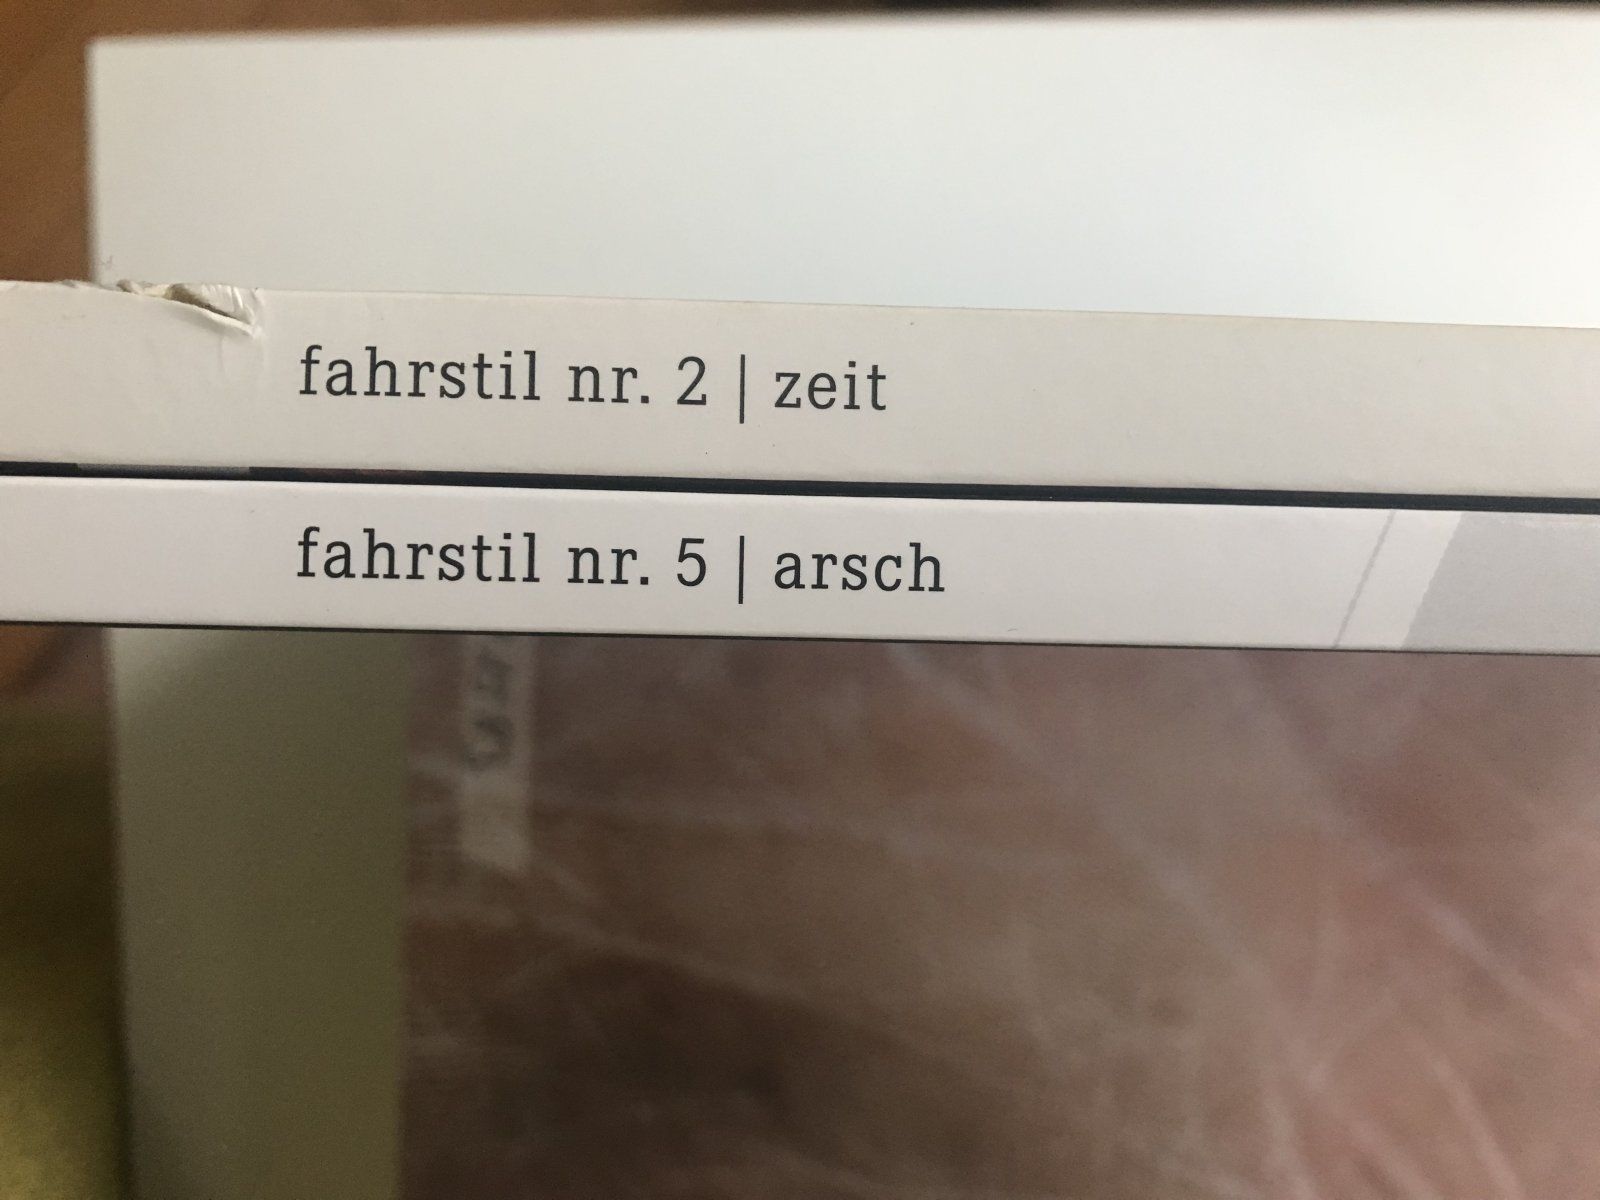 fahrstil nr. 2 | zeit
fahrstil nr. 5 | arsch